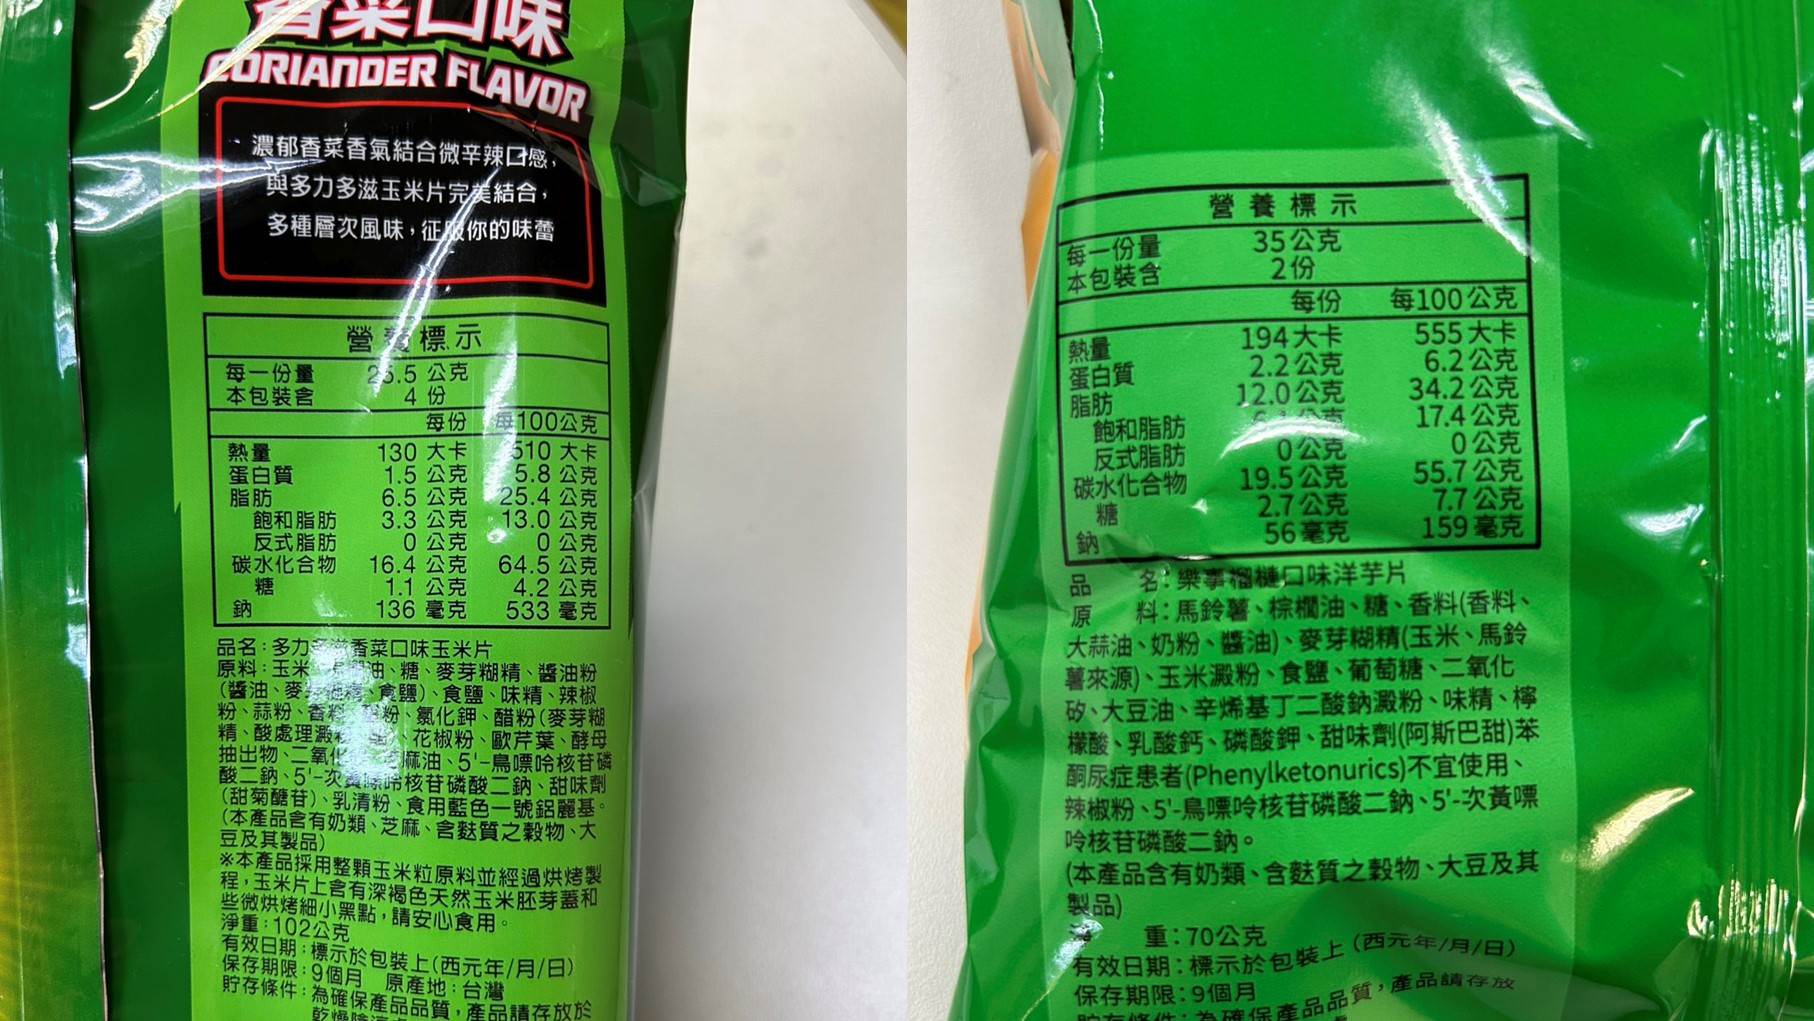 香菜口味
CORIANDER FLAVOR
濃郁香菜香氣結合微辛辣口感,
與多力多滋玉米片完美結合,
多種層次風味,征服你的味蕾
營養標示
每一份量 25.5 公克
本包裝含 4 份
每份 每100公克
熱量 130 大卡 510 大卡
蛋白質 1.5 公克 5.8 公克
脂肪 6.5 公克 25.4 公克
飽和脂肪 3.3 公克 13.0 公克
反式脂肪 0 公克 0 公克
碳水化合物 16.4 公克 64.5 公克
糖 1.1 公克 4.2 公克
鈉 136 毫克 533 毫克
品名:多力多滋香菜口味玉米片
原料:玉米、棕櫚油、糖、麥芽糊精、醬油粉
(醬油、麥芽糊精、食鹽)、食鹽、味精、辣椒
粉、蒜粉、香料、粉、氯化鉀、醋粉(麥芽糊
精、酸處理澱粉、花椒粉、歐芹葉、酵母
抽出物、二氧化麻油、5'-鳥嘌呤核苷磷
酸二鈉、5'-次黃嘌呤核苷磷酸二鈉、甜味劑
(甜菊醣苷)、乳清粉、食用藍色一號鋁麗基。
(本產品含有奶類、芝麻、含麩質之穀物、大
豆及其製品)
※本產品採用整顆玉米粒原料並經過烘烤製
程,玉米片上含有深褐色天然玉米胚芽蓋和
些微烘烤細小黑點,請安心食用。
淨重:102公克
有效日期:標示於包裝上(西元年/月/日)
保存期限:9個月 原產地:台灣
貯存條件:為確保產品品質,產品請存放於
營養標示
每一份量 35公克
本包裝含 2份
每份 每100公克
熱量 194大卡 555大卡
蛋白質 2.2公克 6.2公克
脂肪 12.0公克 34.2公克
飽和脂肪 公克 17.4公克
反式脂肪 0公克 0公克
碳水化合物 19.5公克 55.7公克
糖 2.7公克 7.7公克
鈉 56毫克 159毫克
品 名:樂事榴槤口味洋芋片
原 料:馬鈴薯、棕櫚油、糖、香料(香料、
大蒜油、奶粉、醬油)、麥芽糊精(玉米、馬鈴
薯來源)、玉米澱粉、食鹽、葡萄糖、二氧化
矽、大豆油、辛烯基丁二酸鈉澱粉、味精、檸
檬酸、乳酸鈣、磷酸鉀、甜味劑(阿斯巴甜)苯
酮尿症患者(Phenylketonurics)不宜使用、
辣椒粉、5'-鳥嘌呤核苷磷酸二鈉、5'-次黃嘌
呤核苷磷酸二鈉。
(本產品含有奶類、含麩質之穀物、大豆及其
製品)
重:70公克
有效日期:標示於包裝上(西元年/月/日)
保存期限:9個月
貯存條件:為確保產品品質,產品請存放